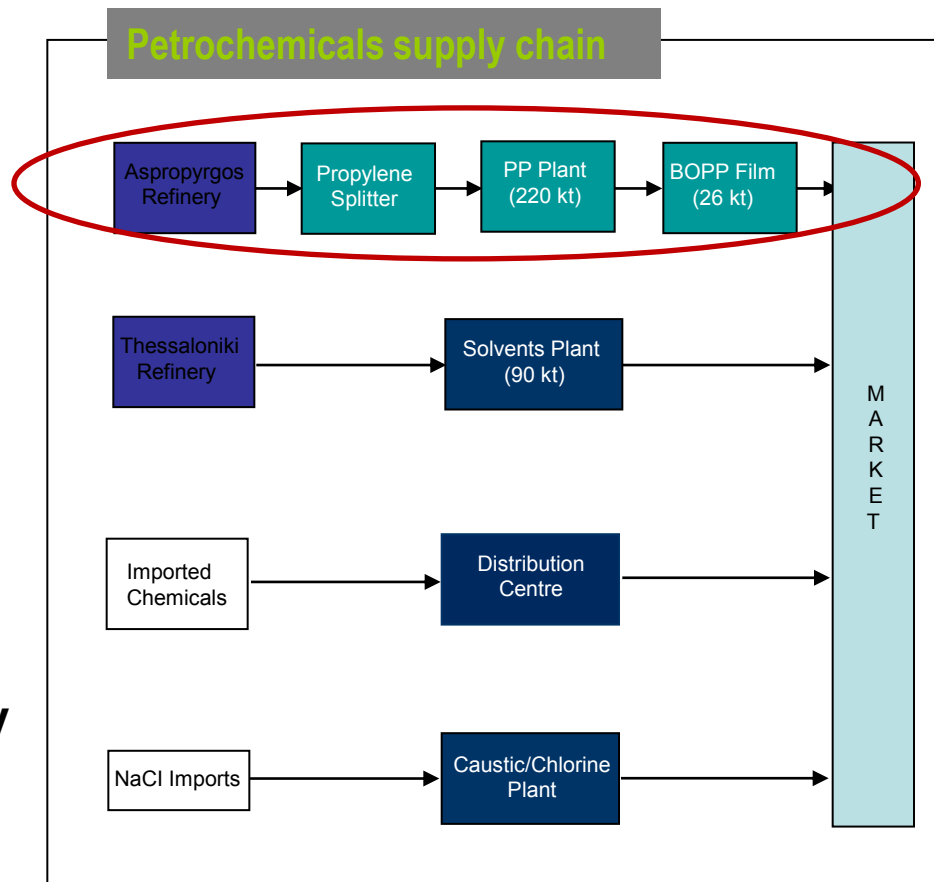 Petrochemicals supply chain
Aspropyrgos
Refinery
Propylene
Splitter
PP Plant
(220 kt)
BOPP Film
(26 kt)
Thessaloniki
Refinery
Solvents Plant
(90 kt)
M
A
R
K
E
T
Imported
Chemicals
Distribution
Centre
NaCl Imports
Caustic/Chlorine
Plant